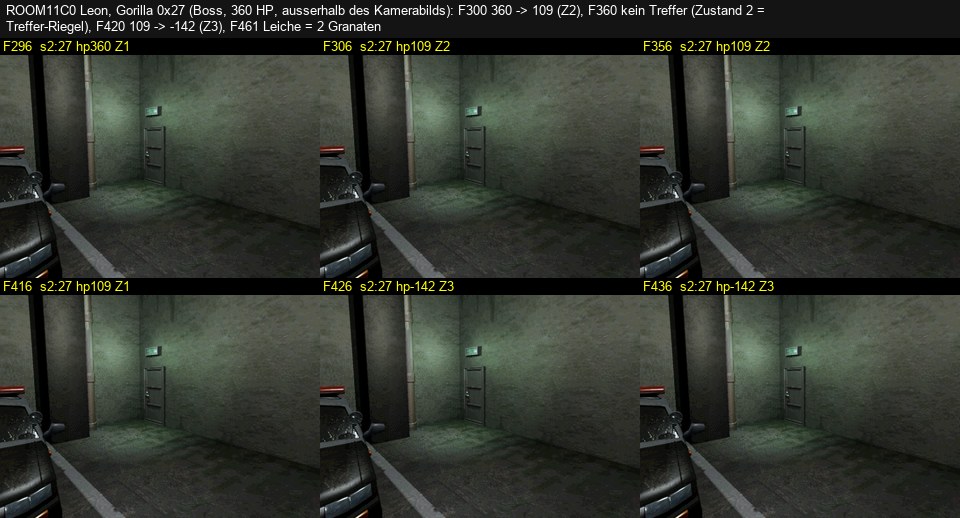 ROOM11C0 Leon, Gorilla 0x27 (Boss, 360 HP, ausserhalb des Kamerabilds): F300 360 -> 109 (Z2), F360 kein Treffer (Zustand 2 =
Treffer-Riegel), F420 109 -> -142 (Z3), F461 Leiche = 2 Granaten
F296 s2:27 hp360 Z1
F306 s2:27 hp109 Z2
F356 s2:27 hp109 Z2
F416 s2:27 hp109 Z1
F426 s2:27 hp-142 Z3
F436 s2:27 hp-142 Z3